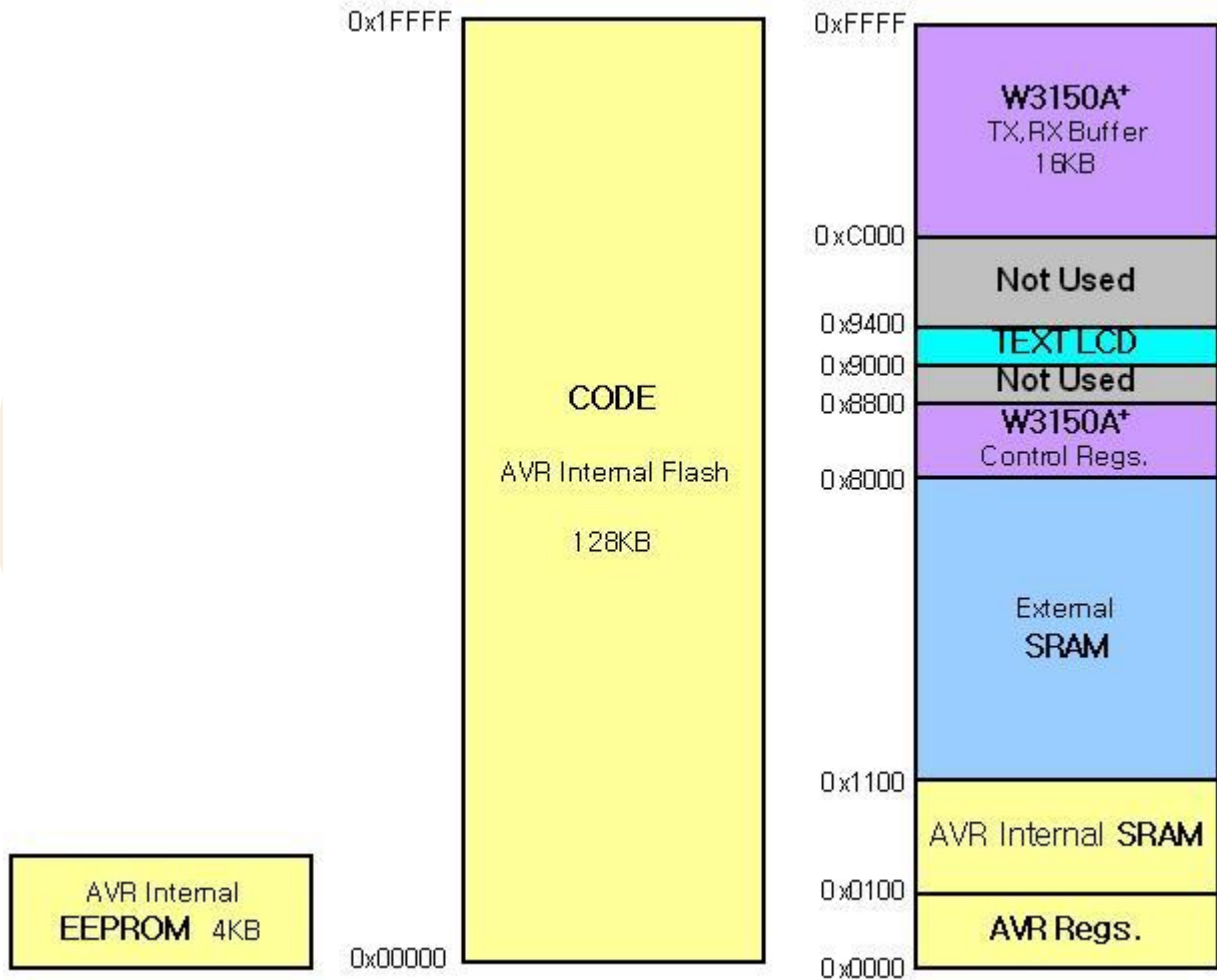 0x1FFFF
CODE
AVR Internal Flash
128KB
0x00000
AVR Internal
EEPROM 4KB
0xFFFF
W3150A+
TX,RX Buffer
16KB
0xC000
Not Used
0x9400
TEXT LCD
0x9000
Not Used
0x8800
W3150A+
Control Regs.
0x8000
External
SRAM
0x1100
AVR Internal SRAM
0x0100
AVR Regs.
0x0000